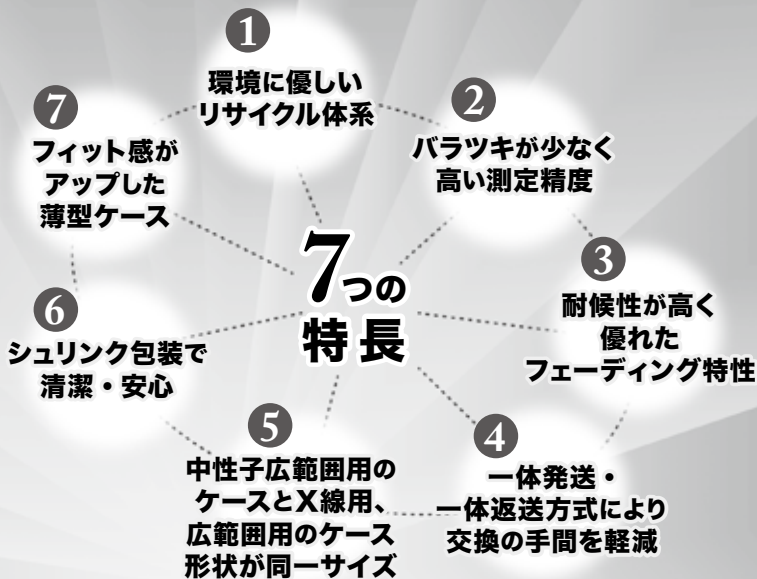 7つの
特長
1
環境に優しい
リサイクル体系
2
バラツキが少なく
高い測定精度
3
耐候性が高く
優れた
フェーディング特性
4
一体発送・
一体返送方式により
交換の手間を軽減
5
中性子広範囲用の
ケースとX線用、
広範囲用のケース
形状が同一サイズ
6
シュリンク包装で
清潔・安心
7
フィット感が
アップした
薄型ケース